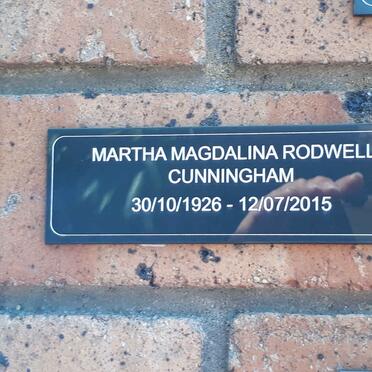 MARTHA MAGDALINA RODWELL
CUNNINGHAM
30/10/1926 - 12/07/2015